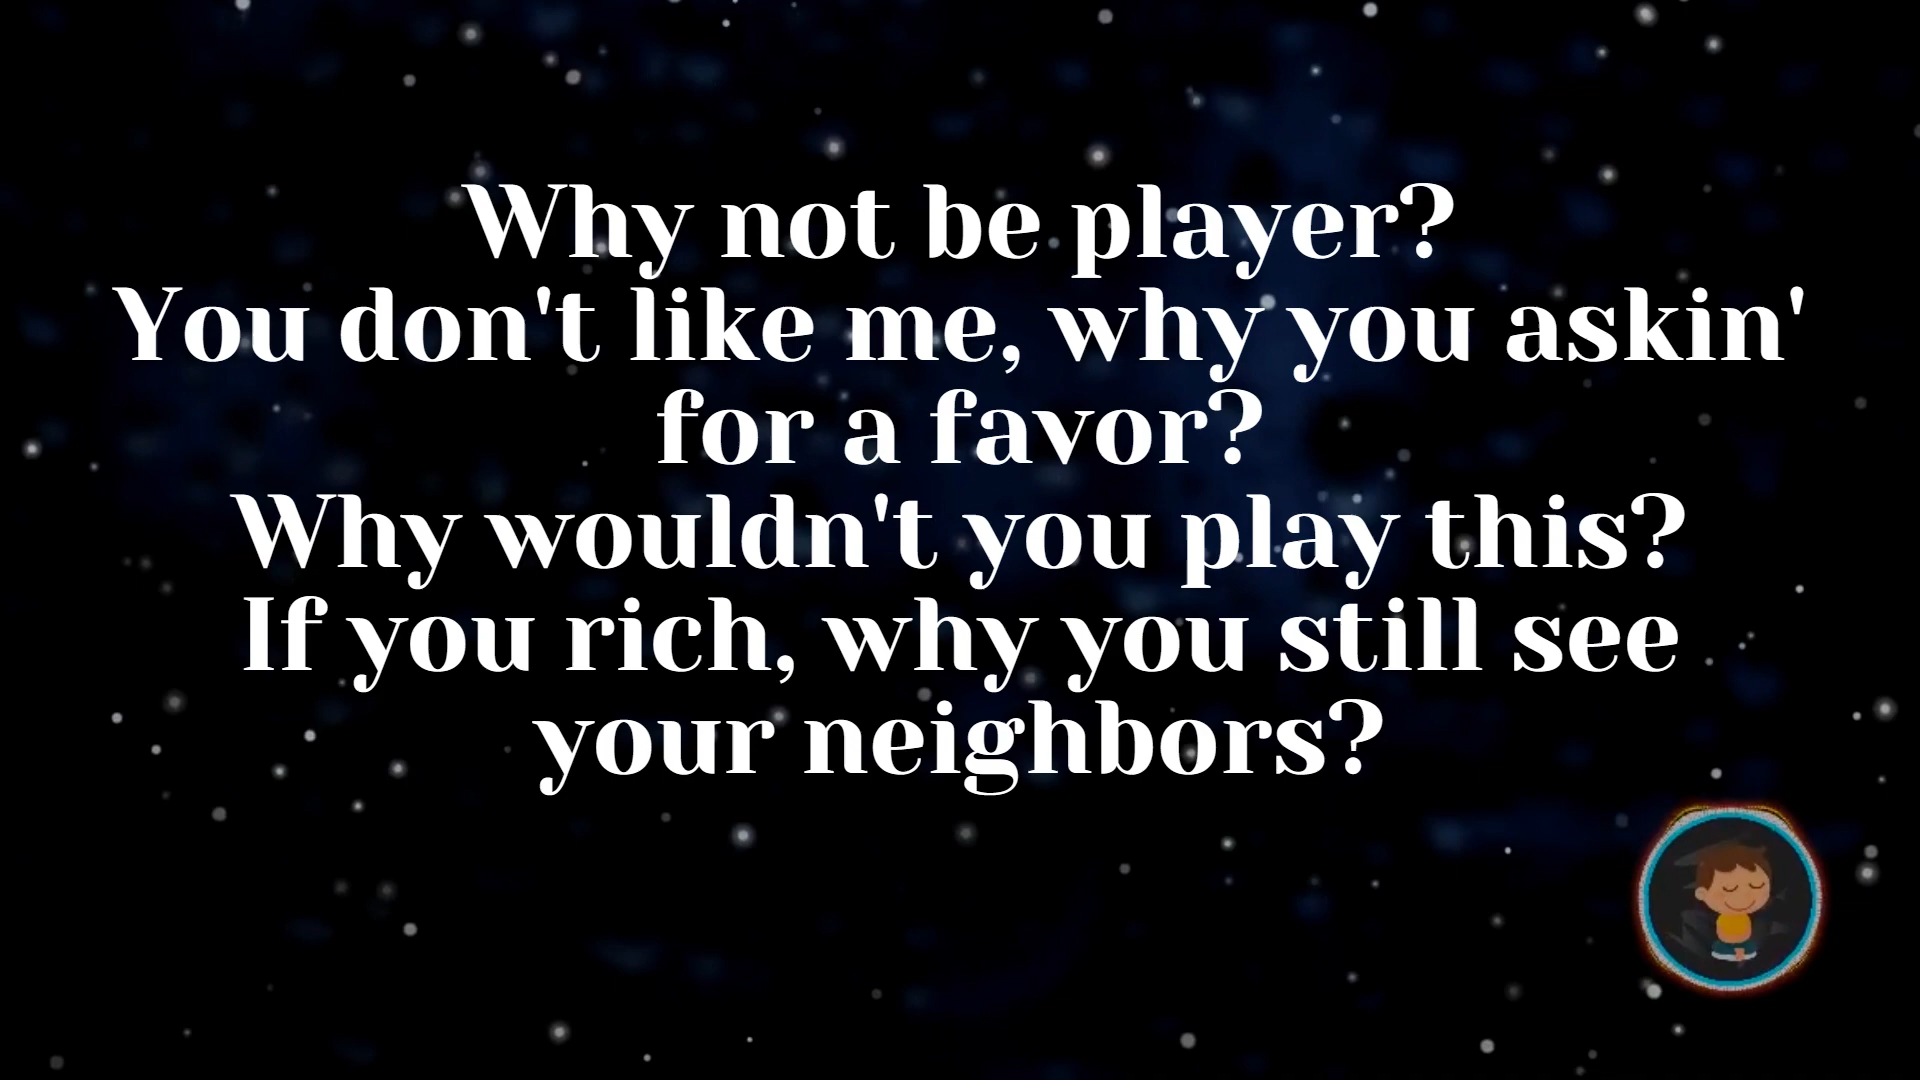 Why not be player?
You don't like me, why you askin'
for a favor?
Why wouldn't you play this?
If you rich, why you still see
your neighbors?